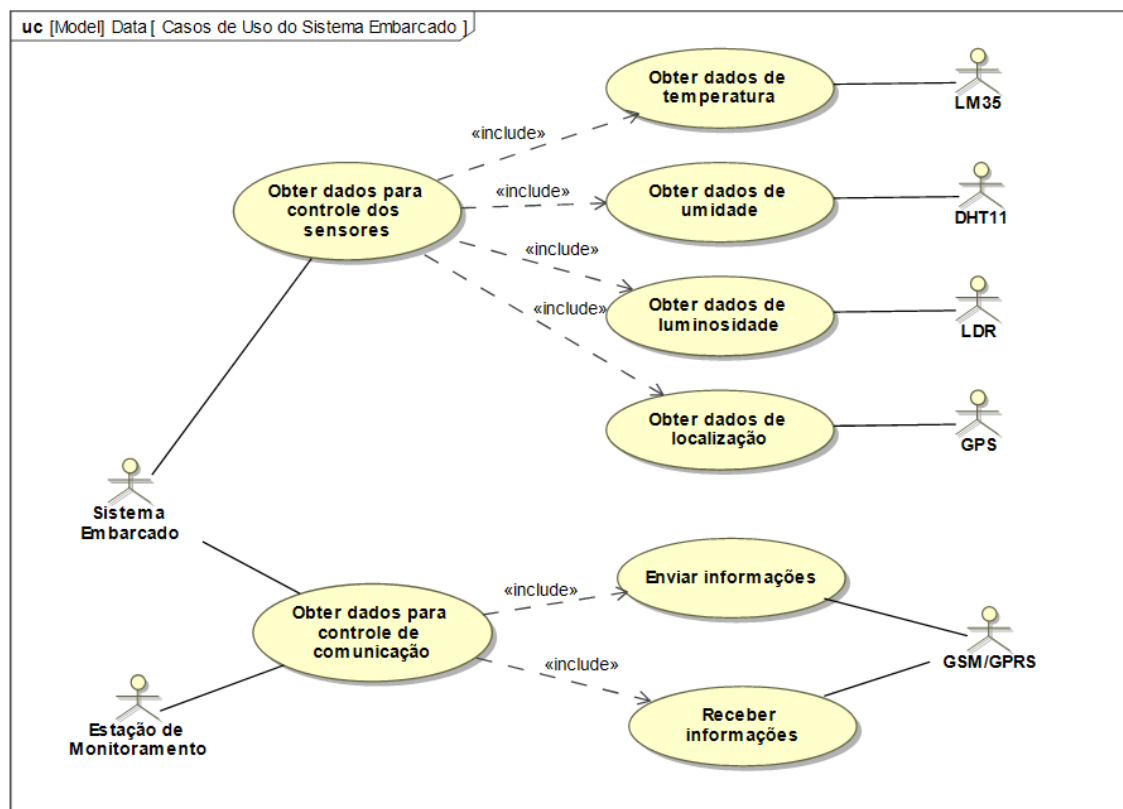 uc [Model] Data [ Casos de Uso do Sistema Embarcado ]
Obter dados de
temperatura
LM35
«include»
Obter dados para
controle dos
sensores
«include»
Obter dados de
umidade
DHT11
«include»
Obter dados de
luminosidade
LDR
«include»
Obter dados de
localização
GPS
Sistema
Embarcado
Obter dados para
controle de
comunicação
«include»
Enviar informações
GSM/GPRS
«include»
Receber
informações
Estação de
Monitoramento